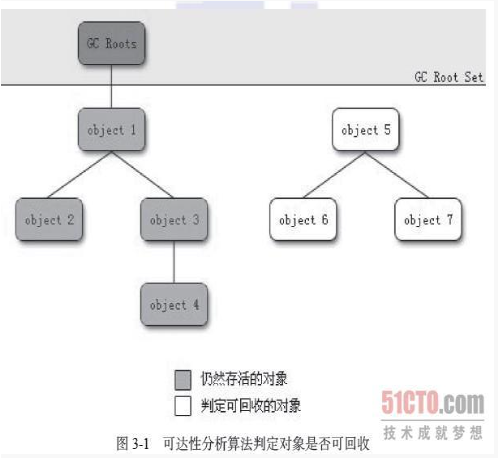 GC Roots
GC Root Set
object 1
object 5
object 2
object 3
object 6
object 7
object 4
仍然存活的对象
判定可回收的对象
51CTO.com
技术成就梦想
图 3-1 可达性分析算法判定对象是否可回收